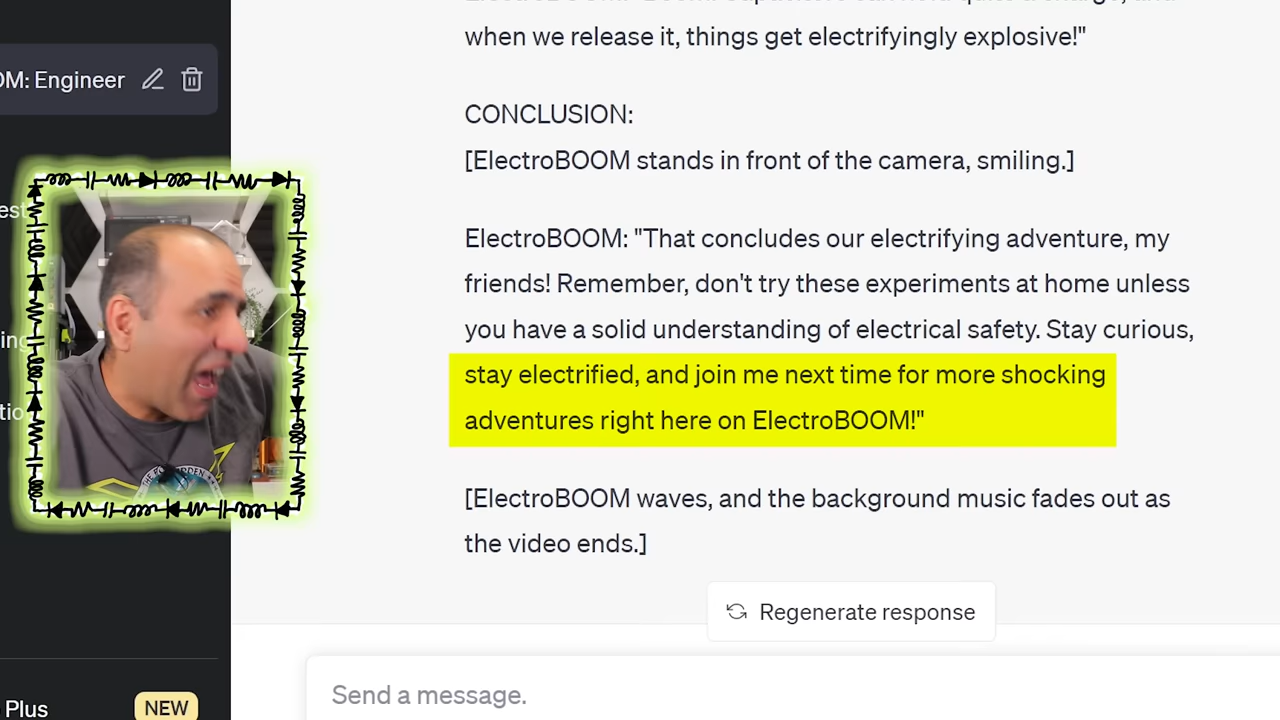 when we release it, things get electrifyingly explosive!"
OM: Engineer
CONCLUSION:
[ElectroBOOM stands in front of the camera, smiling.]
ElectroBOOM: "That concludes our electrifying adventure, my
friends! Remember, don't try these experiments at home unless
you have a solid understanding of electrical safety. Stay curious,
stay electrified, and join me next time for more shocking
adventures right here on ElectroBOOM!"
[ElectroBOOM waves, and the background music fades out as
the video ends.]
Regenerate response
Send a message.
Plus
NEW